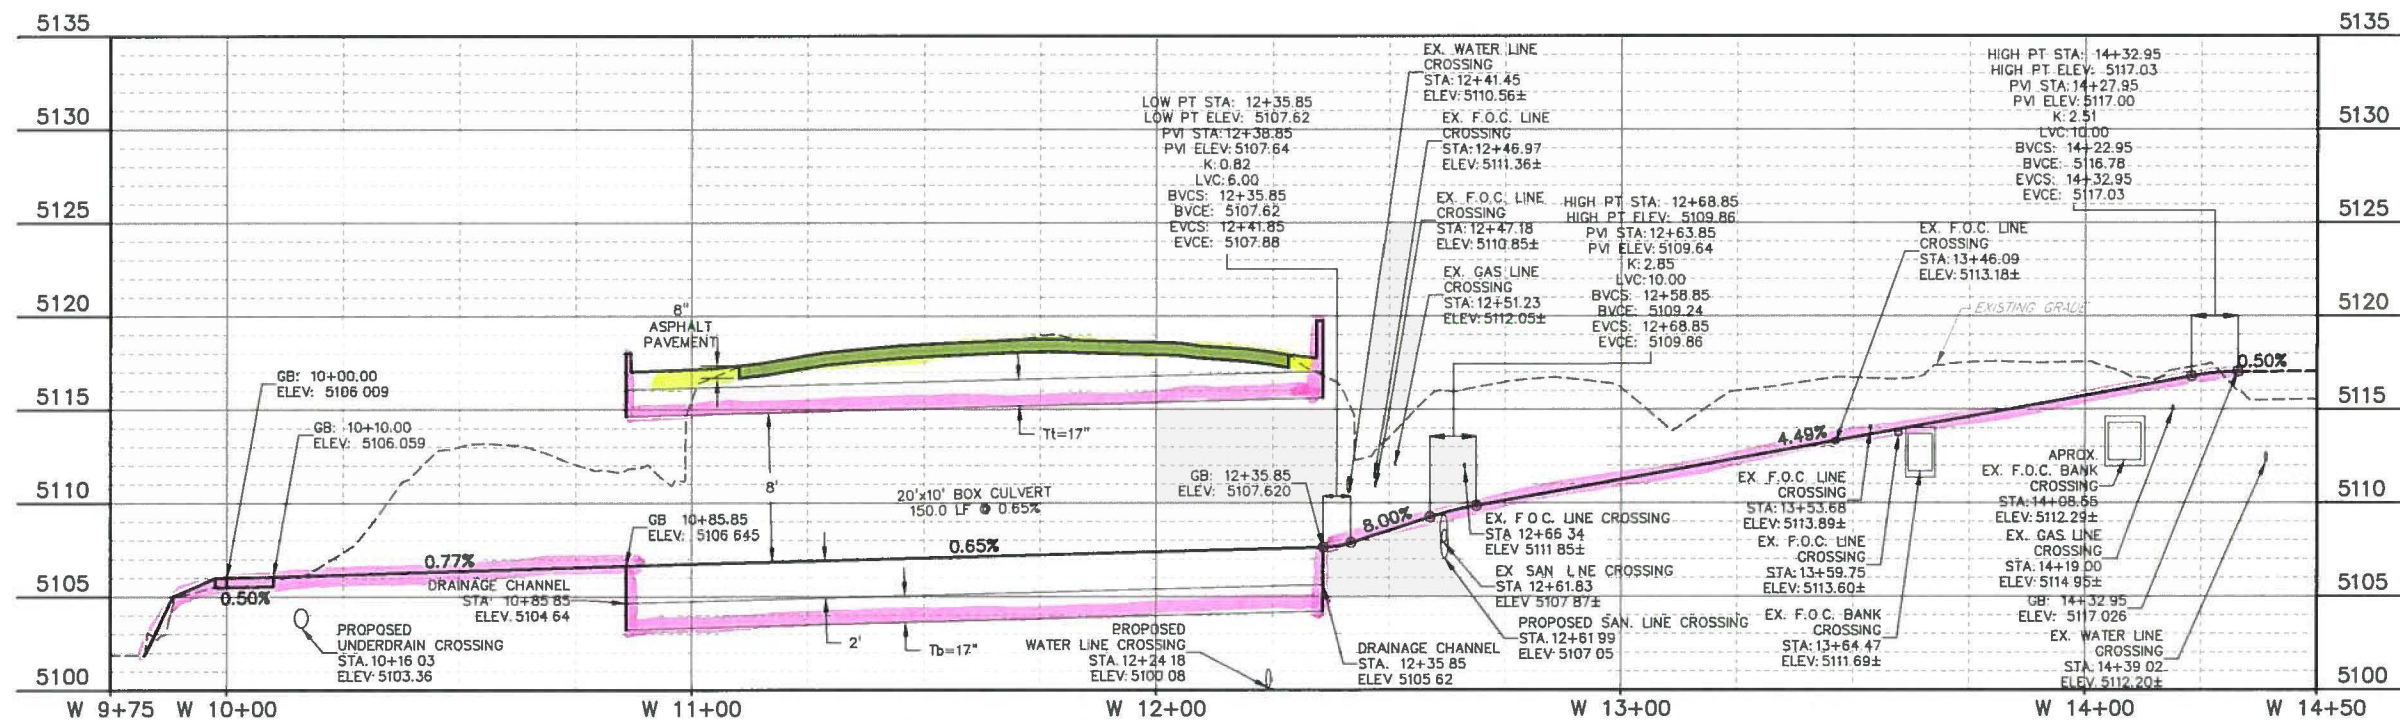 5135
5130
5125
5120
5115
5110
5105
5100
5135
5130
5125
5120
5115
5110
5105
5100
W 9+75
W 10+00
W 11+00
W 12+00
W 13+00
W 14+00
W 14+50
GB: 10+00.00
ELEV: 5106 009
GB: 10+10.00
ELEV: 5106.059
0.50%
0.77%
PROPOSED
UNDERDRAIN CROSSING
STA. 10+16 03
ELEV: 5103.36
DRAINAGE CHANNEL
STA: 10+85 85
ELEV: 5104 64
GB 10+85.85
ELEV: 5106 645
8"
ASPHALT
PAVEMENT
8'
Tt=17"
20'x10' BOX CULVERT
150.0 LF @ 0.65%
0.65%
2'
Tb=17"
PROPOSED
WATER LINE CROSSING
STA. 12+24 18
ELEV: 5100 08
LOW PT STA: 12+35.85
LOW PT ELEV: 5107.62
PVI STA: 12+38.85
PVI ELEV: 5107.64
K: 0.82
LVC: 6.00
BVCS: 12+35.85
BVCE: 5107.62
EVCS: 12+41.85
EVCE: 5107.88
GB: 12+35.85
ELEV: 5107.620
DRAINAGE CHANNEL
STA. 12+35 85
ELEV 5105 62
EX. WATER LINE
CROSSING
STA: 12+41.45
ELEV: 5110.56±
EX. F.O.C. LINE
CROSSING
STA: 12+46.97
ELEV: 5111.36±
EX. F.O.C. LINE
CROSSING
STA: 12+47.18
ELEV: 5110.85±
EX. GAS LINE
CROSSING
STA: 12+51.23
ELEV: 5112.05±
HIGH PT STA: 12+68.85
HIGH PT ELEV: 5109.86
PVI STA: 12+63.85
PVI ELEV: 5109.64
K: 2.85
LVC: 10.00
BVCS: 12+58.85
BVCE: 5109.24
EVCS: 12+68.85
EVCE: 5109.86
8.00%
EX. F O C. LINE CROSSING
STA 12+66 34
ELEV 5111 85±
EX SAN LINE CROSSING
STA 12+61.83
ELEV 5107 87±
PROPOSED SAN. LINE CROSSING
STA. 12+61 99
ELEV: 5107 05
4.49%
EX. F.O.C. LINE
CROSSING
STA: 13+46.09
ELEV: 5113.18±
EXISTING GRADE
EX .F.O.C. LINE
CROSSING
STA: 13+53.68
ELEV: 5113.89±
EX. F.O.C. LINE
CROSSING
STA: 13+59.75
ELEV: 5113.60±
EX. F.O.C. BANK
CROSSING
STA: 13+64.47
ELEV: 5111.69±
HIGH PT STA: 14+32.95
HIGH PT ELEV: 5117.03
PVI STA: 14+27.95
PVI ELEV: 5117.00
K: 2.51
LVC: 10.00
BVCS: 14+22.95
BVCE: 5116.78
EVCS: 14+32.95
EVCE: 5117.03
0.50%
APROX.
EX. F.O.C. BANK
CROSSING
ELEV: 5112.29±
EX. GAS LINE
CROSSING
STA: 14+19.00
ELEV: 5114 95±
GB: 14+32.95
ELEV: 5117.026
EX. WATER LINE
CROSSING
STA: 14+39 02
ELEV: 5112.20±